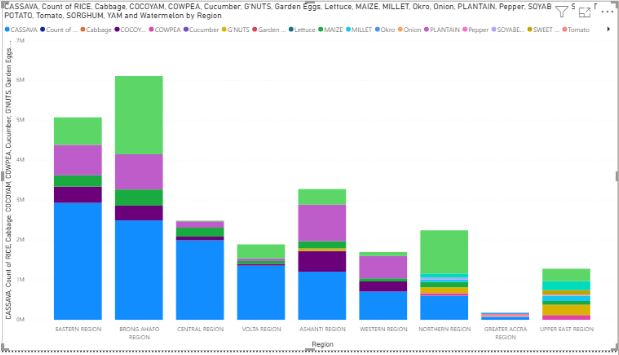 CASSAVA, Count of RICE, Cabbage, COCOYAM, COWPEA, Cucumber, G'NUTS, Garden Eggs, Lettuce, MAIZE, MILLET, Okro, Onion, PLANTAIN, Pepper, SOYAB
POTATO, Tomato, SORGHUM, YAM and Watermelon by Region
CASSAVA Count of ... Cabbage COCOY... COWPEA Cucumber G'NUTS Garden ... Lettuce MAIZE MILLET Okro Onion PLANTAIN Pepper SOYABE... SWEET ... Tomato
CASSAVA, Count of RICE, Cabbage, COCOYAM, COWPEA, Cucumber, G'NUTS, Garden Eggs...
7M
6M
5M
4M
3M
2M
1M
0M
EASTERN REGION BRONG AHAFO REGION CENTRAL REGION VOLTA REGION ASHANTI REGION WESTERN REGION NORTHERN REGION GREATER ACCRA REGION UPPER EAST REGION
Region